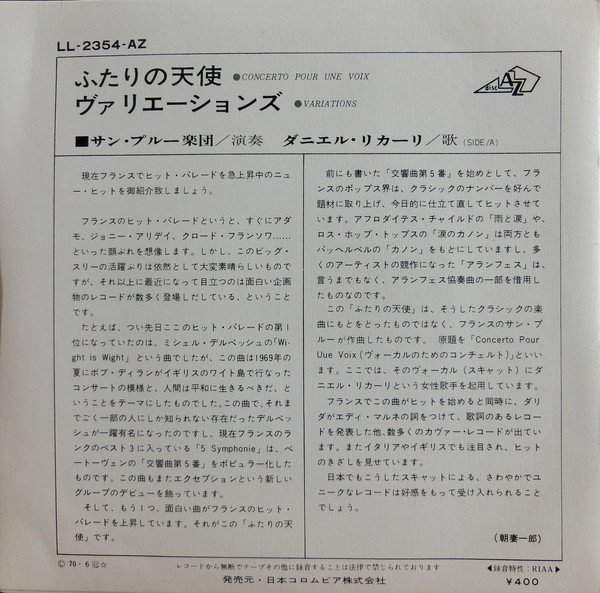 LL-2354-AZ
ふたりの天使 ●CONCERTO POUR UNE VOIX
ヴァリエーションズ ●VARIATIONS
disc AZ
■サン・プルー楽団/演奏 ダニエル・リカーリ/歌 (SIDE/A)
現在フランスでヒット・パレードを急上昇中のニュ
ー・ヒットを御紹介致しましょう。
フランスのヒット・パレードというと、すぐにアダ
モ、ジョニー・アリデイ、クロード・フランソワ……
といった顔ぶれを想像します。しかし、このビッグ・
スリーの活躍ぶりは依然として大変素晴らしいもので
すが、それ以上に最近になって目立つのは面白い企画
物のレコードが数多く登場しだしている、ということ
です。
たとえば、つい先日ここのヒット・パレードの第1
位になっていたのは、ミシェル・デルペッシュの「Wi
ght is Wight」という曲でしたが、この曲は1969年の
夏にボブ・ディランがイギリスのワイト島で行なった
コンサートの模様と、人間は平和に生きるべきだ、と
いうことをテーマにしたものでした。この曲で、それま
でごく一部の人にしか知られない存在だったデルペッ
シュが一躍有名になったのですし、現在フランスのラ
ンクのベスト3に入っている「5 Symphonie」は、ベ
ートーヴェンの「交響曲第5番」をポピュラー化した
ものです。この曲もまたエクセプションという新しい
グループのデビューを飾っています。
そして、もう1つ、面白い曲がフランスのヒット・
パレードを上昇しています。それがこの「ふたりの天
使」です。
前にも書いた「交響曲第5番」を始めとして、フラ
ンスのポップス界は、クラシックのナンバーを好んで
題材に取り上げ、今日的に仕立て直してヒットさせて
います。アフロダイテス・チャイルドの「雨と涙」や、
ロス・ホップ・トップスの「涙のカノン」は両方とも
パッヘルベルの「カノン」をもとにしていますし、多
くのアーティストの競作になった「アランフェス」は、
言うまでもなく、アランフェス協奏曲の一部を借用し
たものなのです。
この「ふたりの天使」は、そうしたクラシックの楽
曲にもとをとったものではなく、フランスのサン・プ
ルーが作曲したものです。 原題を「Concerto Pour
Uue Voix(ヴォーカルのためのコンチェルト)」といい
ます。ここでは、そのヴォーカル(スキャット)にダ
ニエル・リカーリという女性歌手を起用しています。
フランスでこの曲がヒットを始めると同時に、ダリ
ダがエディ・マルネの詞をつけて、歌詞のあるレコー
ドを発表した他、数多くのカヴァー・レコードが出てい
ます。またイタリアやイギリスでも注目され、ヒット
のきざしを見せています。
日本でもこうしたスキャットによる、さわやかでユ
ニークなレコードは好感をもって受け入れられること
でしょう。
(朝妻一郎)
Ⓒ70・6 ㊞☆
レコードから無断でテープその他に録音することは法律で禁じられております
◀録音特性:RIAA▶
発売元・日本コロムビア株式会社
¥400